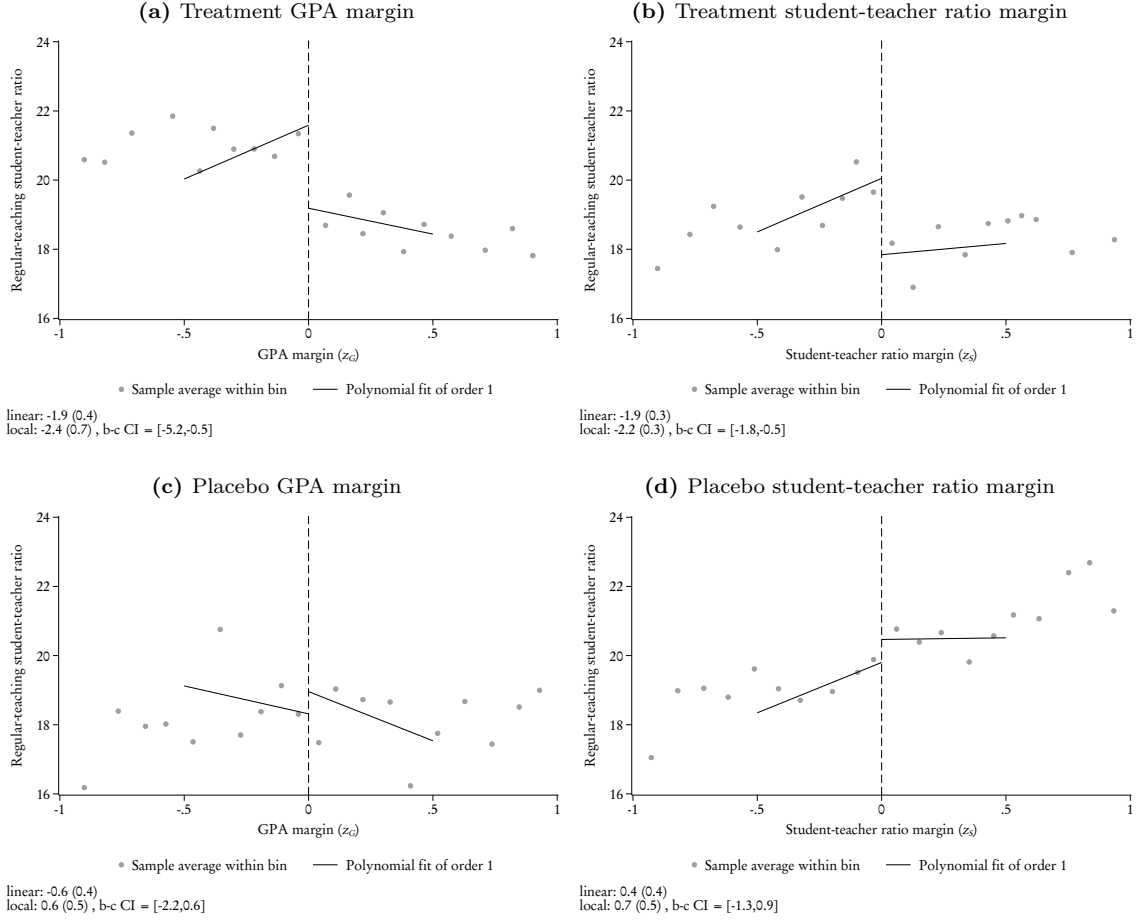 (a) Treatment GPA margin
Regular-teaching student-teacher ratio
24
22
20
18
16
-1
-.5
0
.5
1
GPA margin (z_G)
Sample average within bin
Polynomial fit of order 1
linear: -1.9 (0.4)
local: -2.4 (0.7) , b-c CI = [-5.2,-0.5]
(b) Treatment student-teacher ratio margin
Regular-teaching student-teacher ratio
24
22
20
18
16
-1
-.5
0
.5
1
Student-teacher ratio margin (z_S)
Sample average within bin
Polynomial fit of order 1
linear: -1.9 (0.3)
local: -2.2 (0.3) , b-c CI = [-1.8,-0.5]
(c) Placebo GPA margin
Regular-teaching student-teacher ratio
24
22
20
18
16
-1
-.5
0
.5
1
GPA margin (z_G)
Sample average within bin
Polynomial fit of order 1
linear: -0.6 (0.4)
local: 0.6 (0.5) , b-c CI = [-2.2,0.6]
(d) Placebo student-teacher ratio margin
Regular-teaching student-teacher ratio
24
22
20
18
16
-1
-.5
0
.5
1
Student-teacher ratio margin (z_S)
Sample average within bin
Polynomial fit of order 1
linear: 0.4 (0.4)
local: 0.7 (0.5) , b-c CI = [-1.3,0.9]